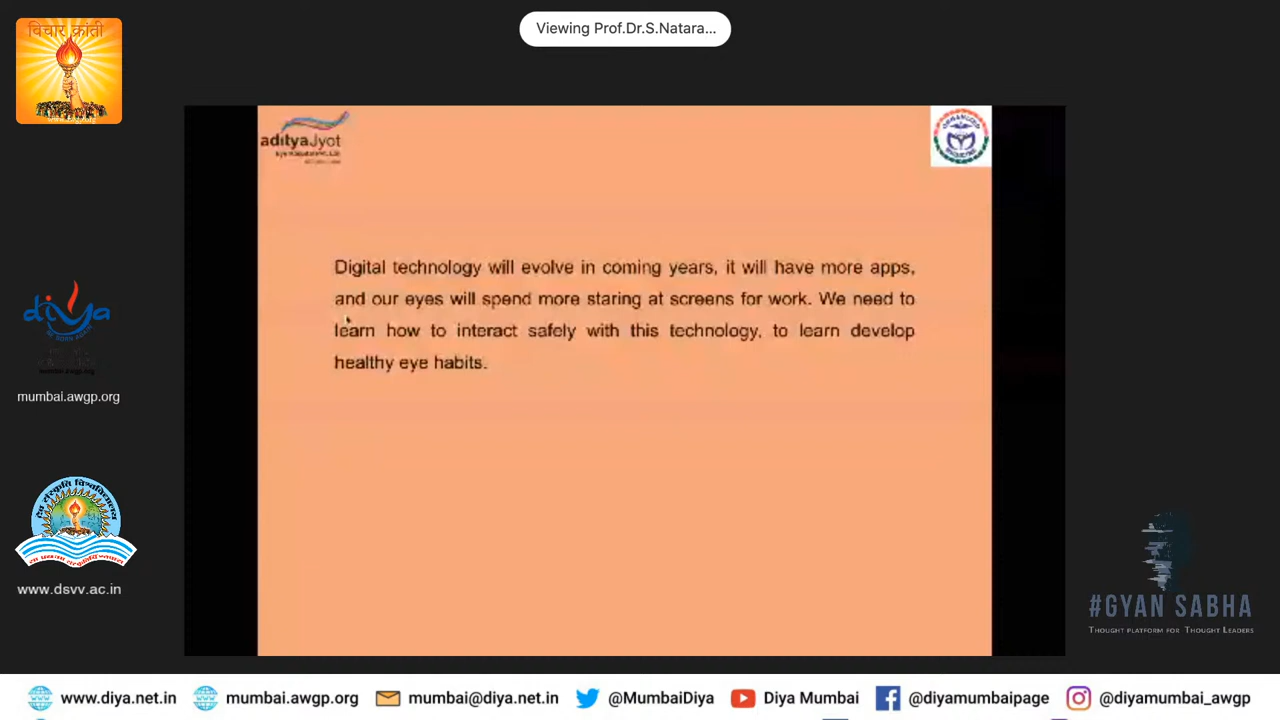 विचार क्रांती
Viewing Prof.Dr.S.Natara...
adityaJyot
Digital technology will evolve in coming years, it will have more apps,
and our eyes will spend more staring at screens for work. We need to
learn how to interact safely with this technology, to learn develop
healthy eye habits.
diya
mumbai.awgp.org
www.dsvv.ac.in
#GYAN SABHA
THOUGHT PLATFORM FOR THOUGHT LEADERS
www.diya.net.in mumbai.awgp.org mumbai@diya.net.in @MumbaiDiya Diya Mumbai @diyamumbaipage @diyamumbai_awgp